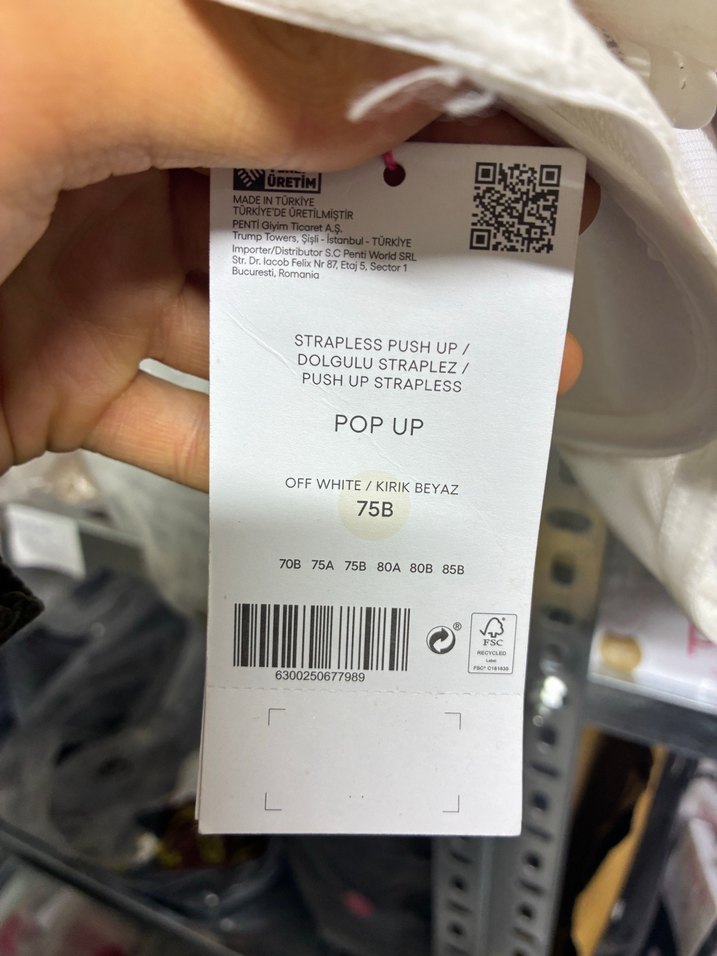 ÜRETİM
MADE IN TÜRKİYE
TÜRKİYE'DE ÜRETİLMİŞTİR
PENTİ Giyim Ticaret A.Ş.
Trump Towers, Şişli - İstanbul - TÜRKİYE
Importer/Distributor S.C Penti World SRL
Str. Dr. Iacob Felix Nr 87, Etaj 5, Sector 1
Bucuresti, Romania
STRAPLESS PUSH UP /
DOLGULU STRAPLEZ /
PUSH UP STRAPLESS
POP UP
OFF WHITE / KIRIK BEYAZ
75B
70B 75A 75B 80A 80B 85B
6300250677989
®
FSC
RECYCLED
Label